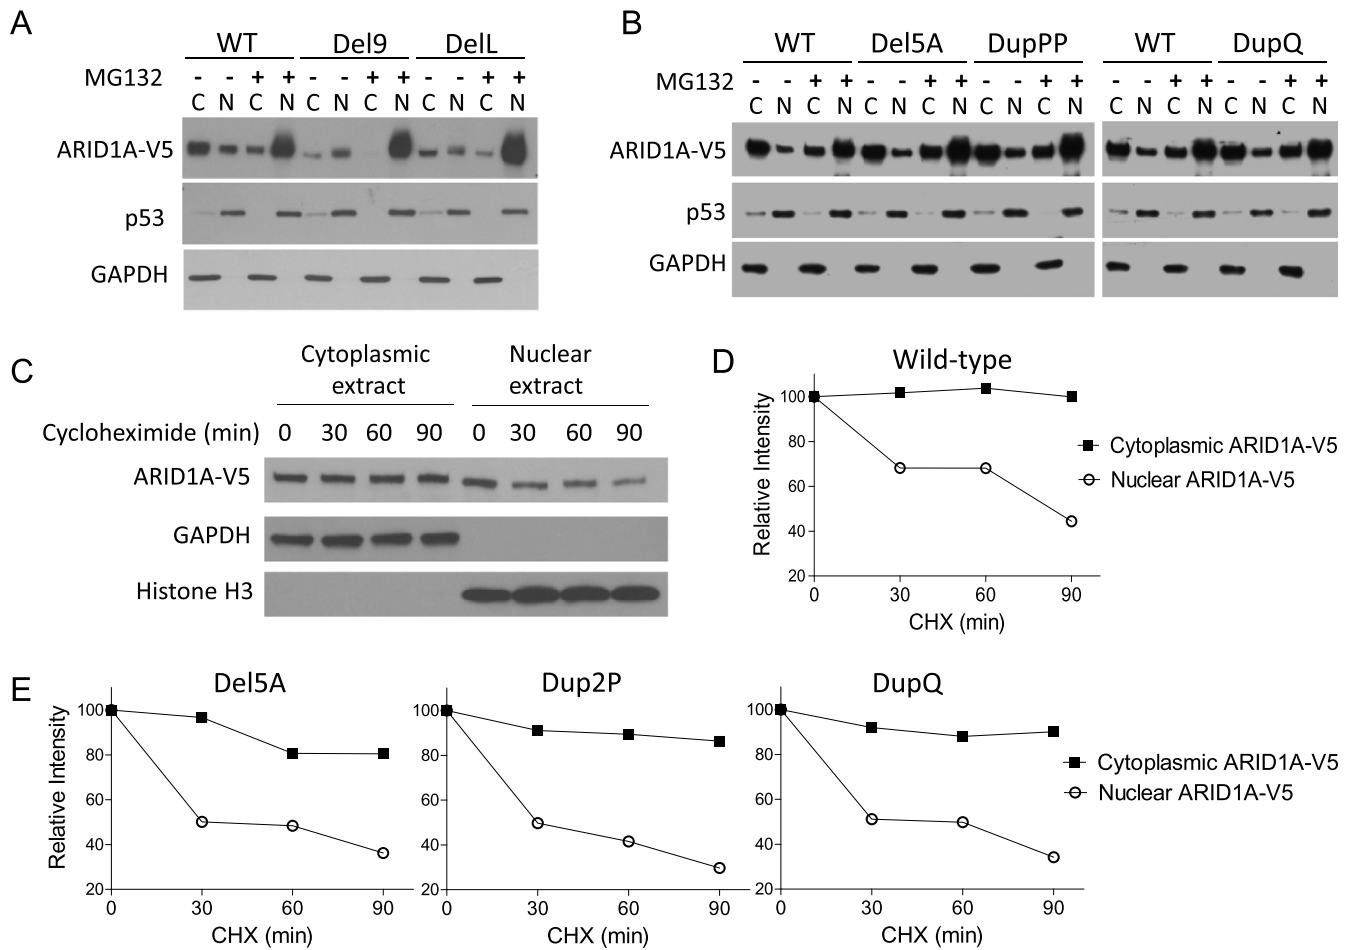 A
WT Del9 DelL
MG132 - - + + - - + + - - + +
C N C N C N C N C N C N
ARID1A-V5
p53
GAPDH
B
WT Del5A DupPP WT DupQ
MG132 - - + + - - + + - - + + - - + + - - + +
C N C N C N C N C N C N C N C N C N C N
ARID1A-V5
p53
GAPDH
C
Cytoplasmic extract
Nuclear extract
Cycloheximide (min) 0 30 60 90 0 30 60 90
ARID1A-V5
GAPDH
Histone H3
D
Wild-type
Relative Intensity
100
80
60
40
20
0 30 60 90
CHX (min)
Cytoplasmic ARID1A-V5
Nuclear ARID1A-V5
E
Del5A
Relative Intensity
100
80
60
40
20
0 30 60 90
CHX (min)
Dup2P
100
80
60
40
20
0 30 60 90
CHX (min)
DupQ
100
80
60
40
20
0 30 60 90
CHX (min)
Cytoplasmic ARID1A-V5
Nuclear ARID1A-V5